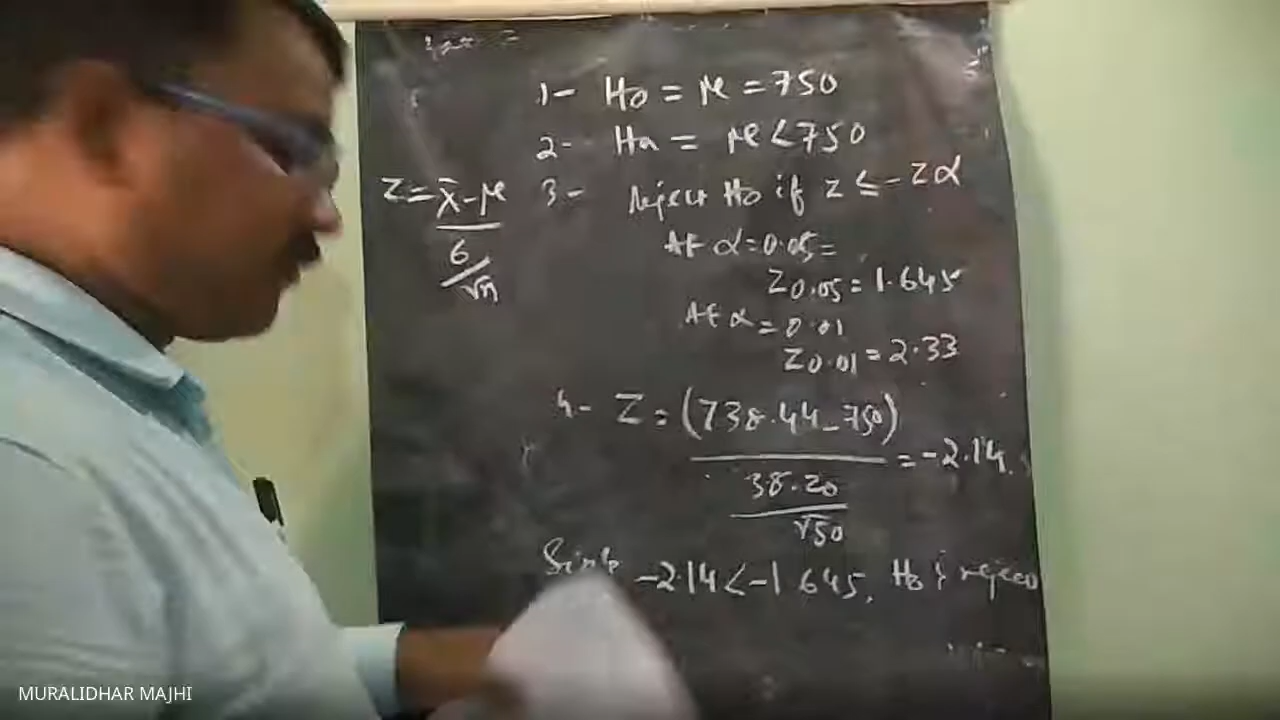 1- Ho = μ = 750
2- Ha = μ < 750
3- Reject Ho if z ≤ -zα
Z = x̄-μ / σ/√n
At α = 0.05 =
Z0.05 = 1.645
At α = 0.01
Z0.01 = 2.33
4- Z = (738.44-750) / 38.20/√50 = -2.14.
-2.14 < -1.645, Ho is
MURALIDHAR MAJHI